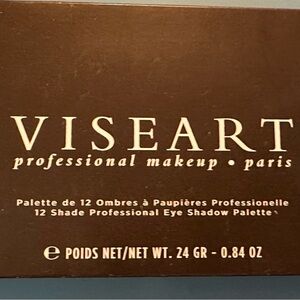 VISEART
professional makeup • paris
Palette de 12 Ombres à Paupières Professionelle
12 Shade Professional Eye Shadow Palette
℮ POIDS NET/NET WT. 24 GR - 0.84 OZ